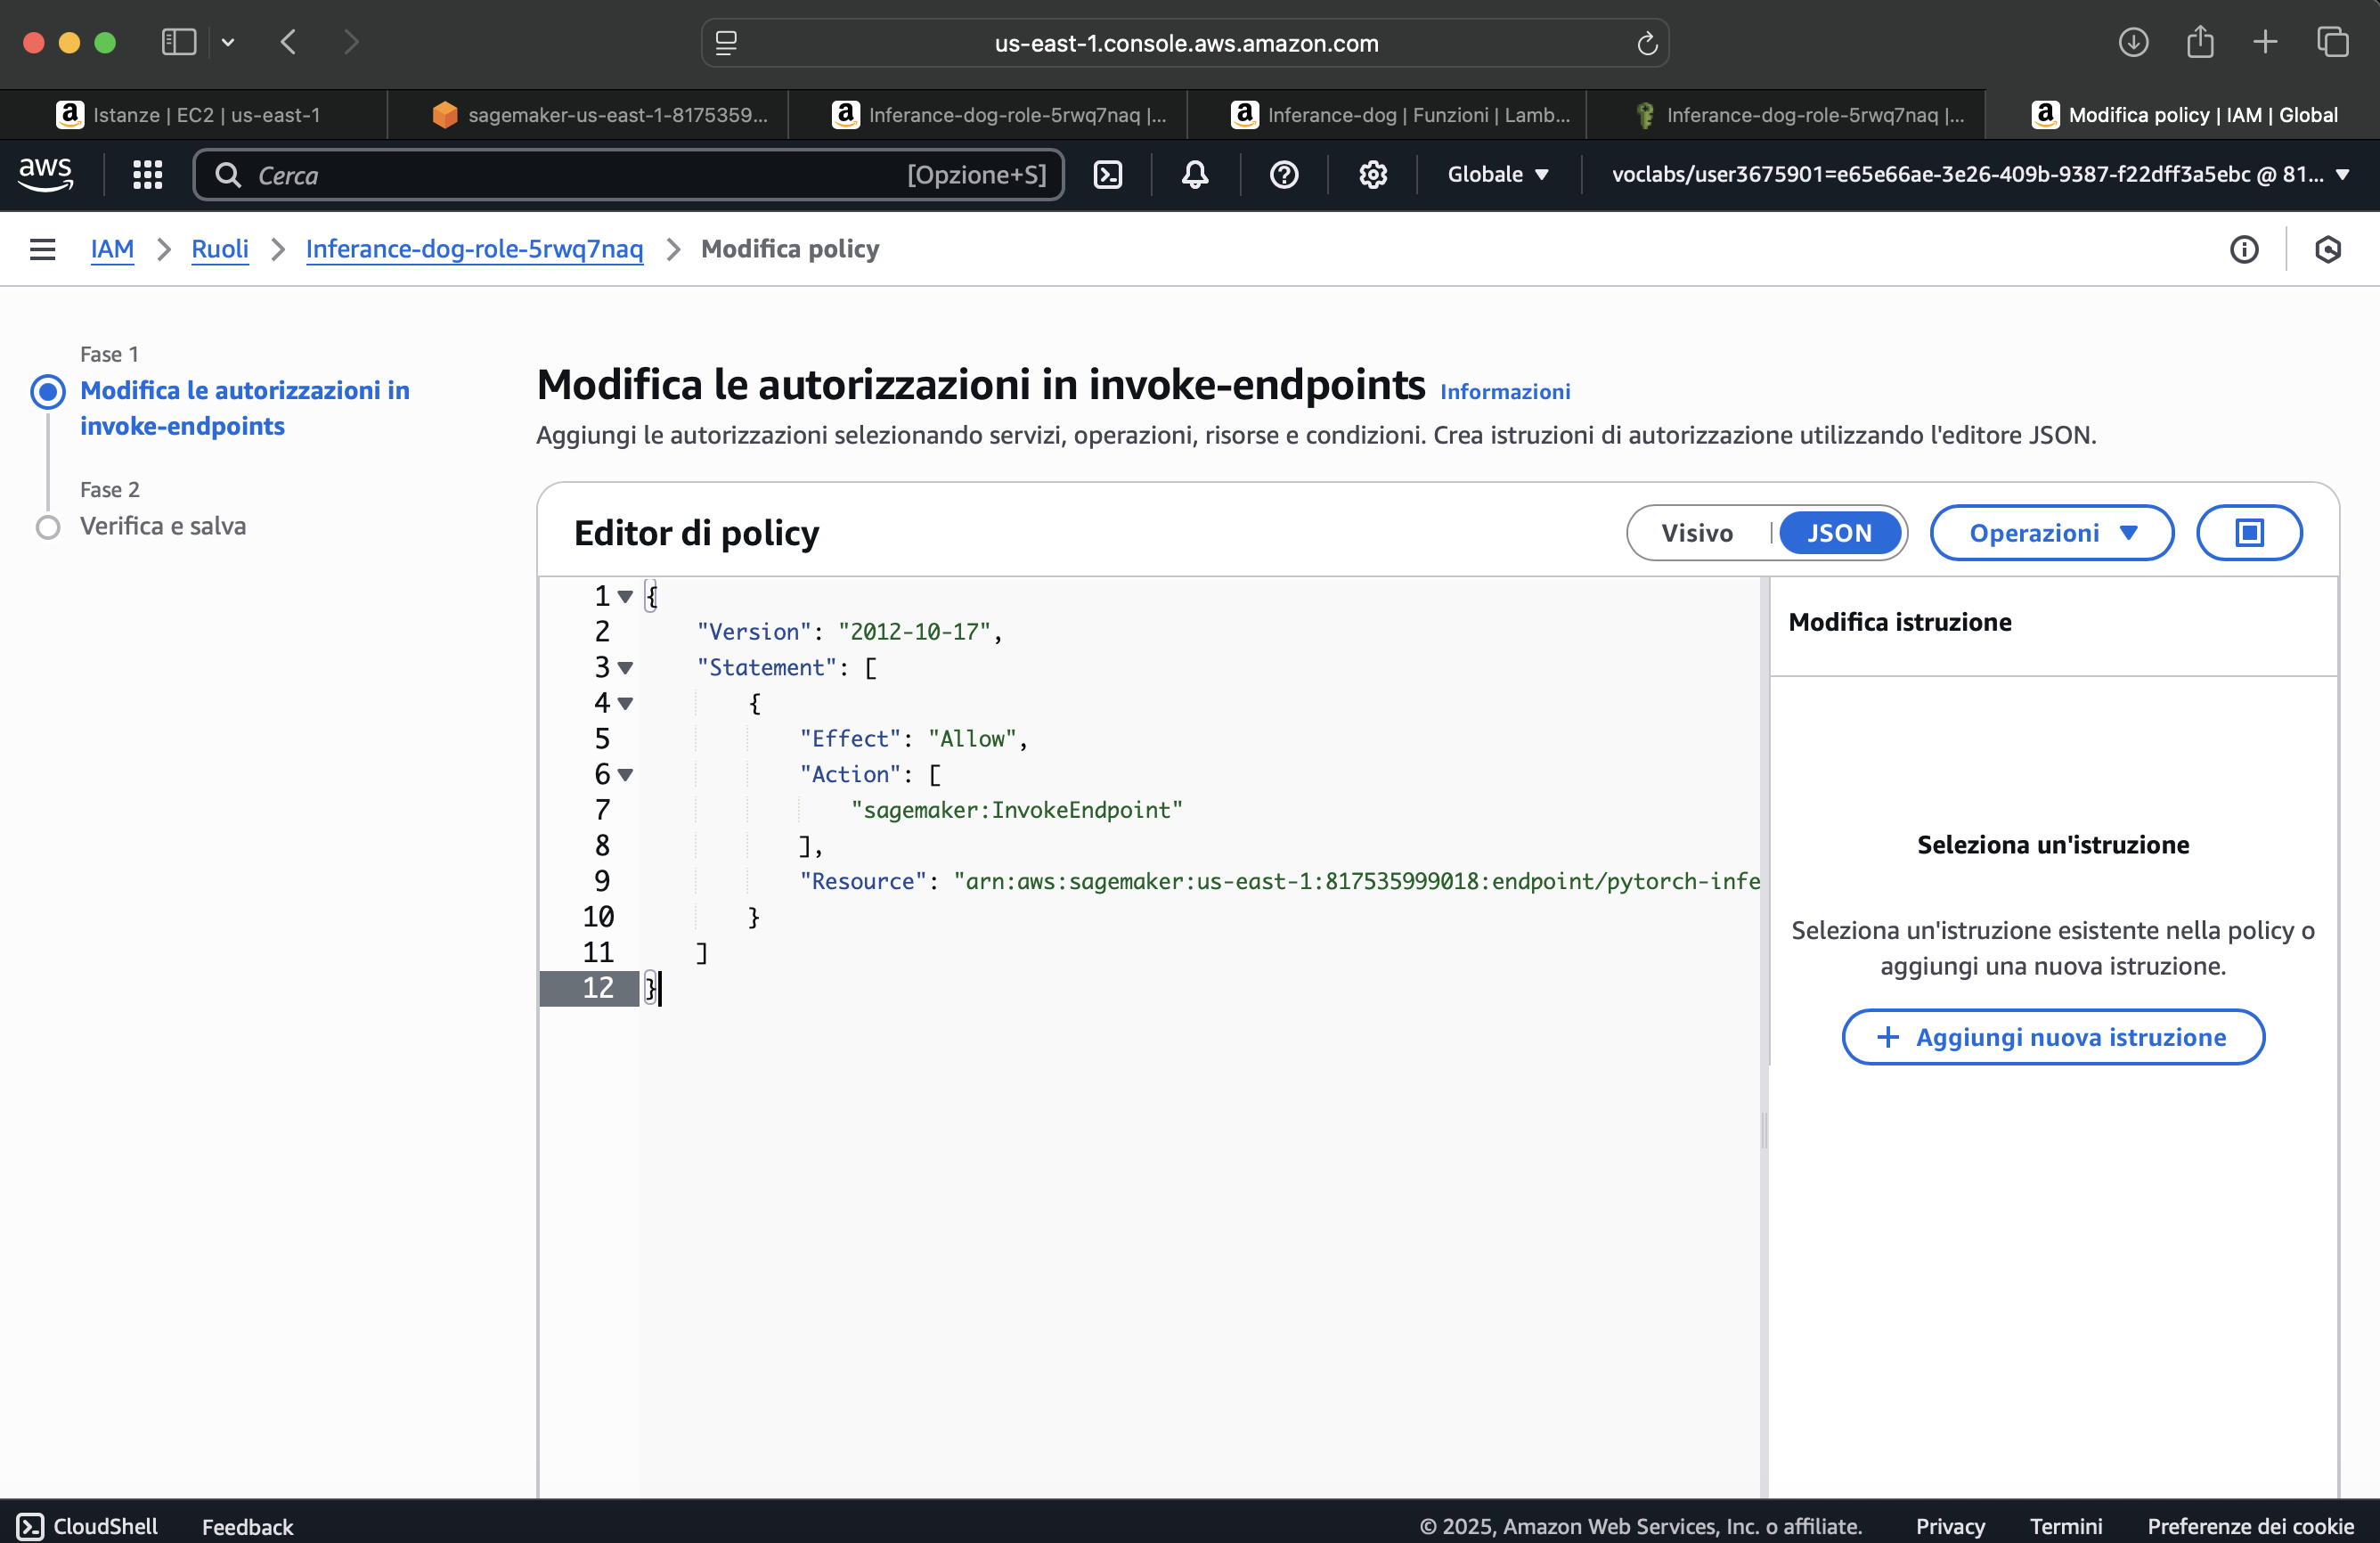 us-east-1.console.aws.amazon.com
Istanze | EC2 | us-east-1
sagemaker-us-east-1-8175359...
Inferance-dog-role-5rwq7naq |...
Inferance-dog | Funzioni | Lamb...
Inferance-dog-role-5rwq7naq |...
Modifica policy | IAM | Global
aws
Cerca
[Opzione+S]
Globale
voclabs/user3675901=e65e66ae-3e26-409b-9387-f22dff3a5ebc @ 81...
IAM
Ruoli
Inferance-dog-role-5rwq7naq
Modifica policy
Fase 1
Modifica le autorizzazioni in
invoke-endpoints
Fase 2
Verifica e salva
Modifica le autorizzazioni in invoke-endpoints Informazioni
Aggiungi le autorizzazioni selezionando servizi, operazioni, risorse e condizioni. Crea istruzioni di autorizzazione utilizzando l'editore JSON.
Editor di policy
Visivo
JSON
Operazioni
1 {
2 "Version": "2012-10-17",
3 "Statement": [
4 {
5 "Effect": "Allow",
6 "Action": [
7 "sagemaker:InvokeEndpoint"
8 ],
9 "Resource": "arn:aws:sagemaker:us-east-1:817535999018:endpoint/pytorch-infe
10 }
11 ]
12 }
Modifica istruzione
Seleziona un'istruzione
Seleziona un'istruzione esistente nella policy o
aggiungi una nuova istruzione.
+ Aggiungi nuova istruzione
CloudShell
Feedback
© 2025, Amazon Web Services, Inc. o affiliate.
Privacy
Termini
Preferenze dei cookie